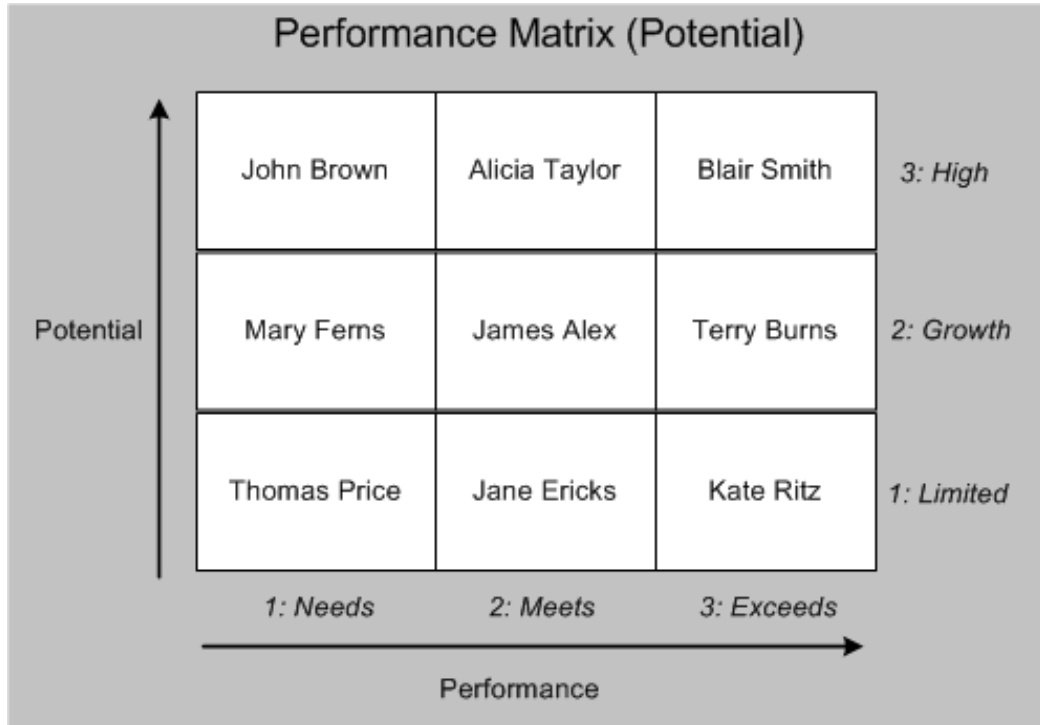 Performance Matrix (Potential)
John Brown
Alicia Taylor
Blair Smith
3: High
Potential
Mary Ferns
James Alex
Terry Burns
2: Growth
Thomas Price
Jane Ericks
Kate Ritz
1: Limited
1: Needs
2: Meets
3: Exceeds
Performance